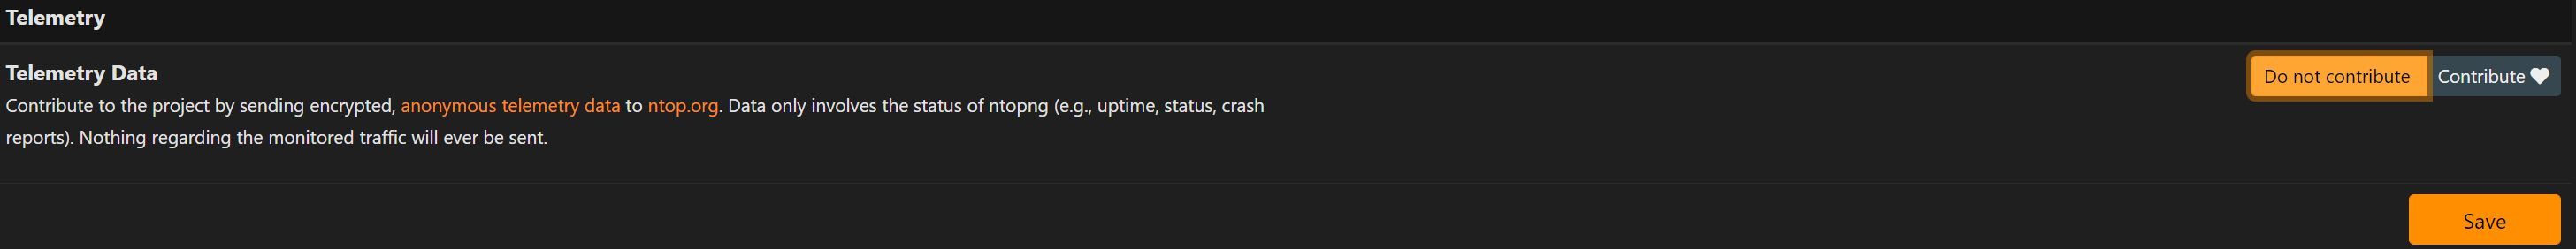 Telemetry
Telemetry Data
Do not contribute Contribute
Contribute to the project by sending encrypted, anonymous telemetry data to ntop.org. Data only involves the status of ntopng (e.g., uptime, status, crash
reports). Nothing regarding the monitored traffic will ever be sent.
Save